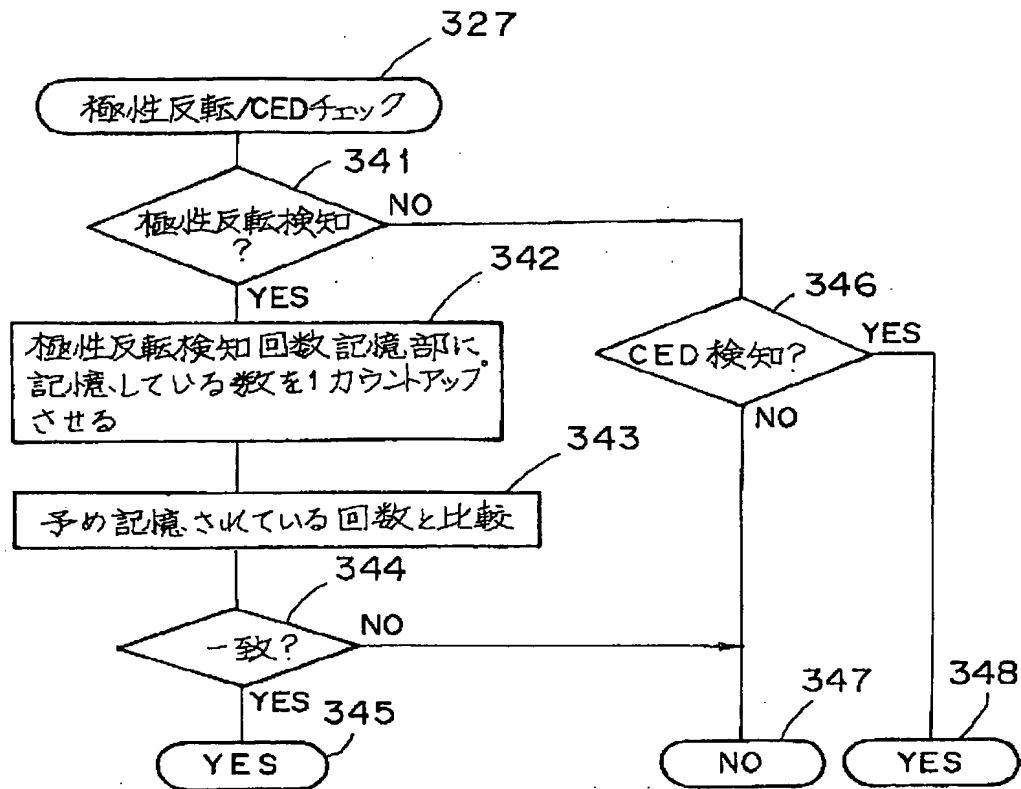 327
極性反転/CEDチェック
341
極性反転検知
?
NO
YES
342
極性反転検知回数記憶部に
記憶している数を1カウントアップ
させる
343
予め記憶されている回数と比較
344
一致?
NO
YES
345
YES
346
CED検知?
YES
NO
347
NO
348
YES